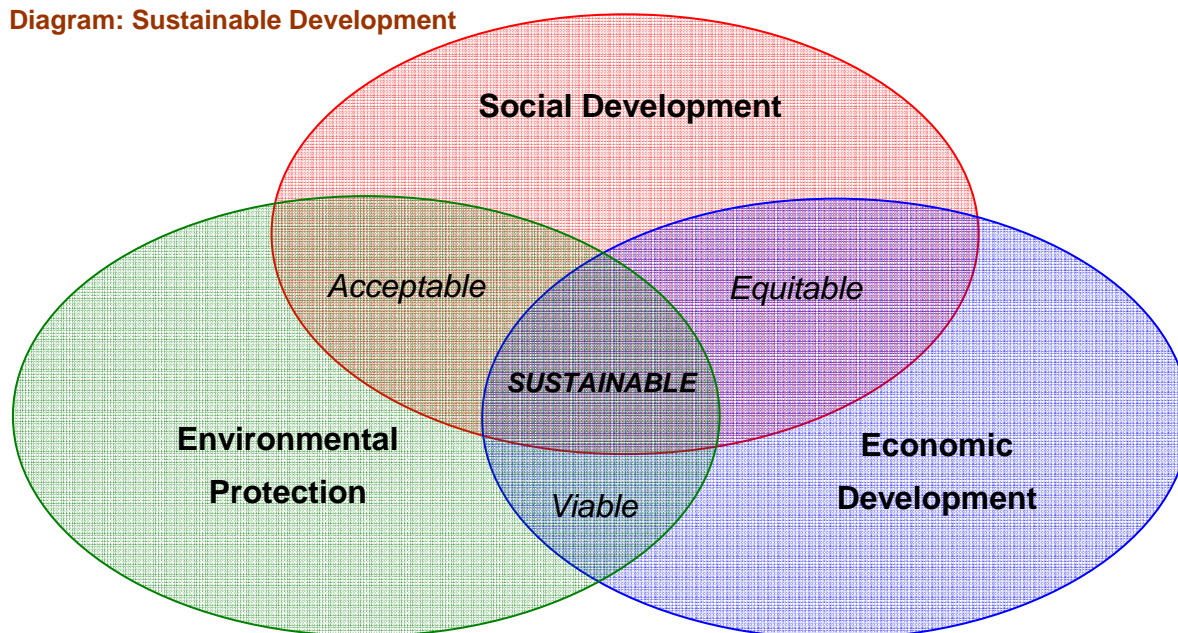 Diagram: Sustainable Development
Social Development
Acceptable
Equitable
SUSTAINABLE
Environmental
Protection
Economic
Development
Viable